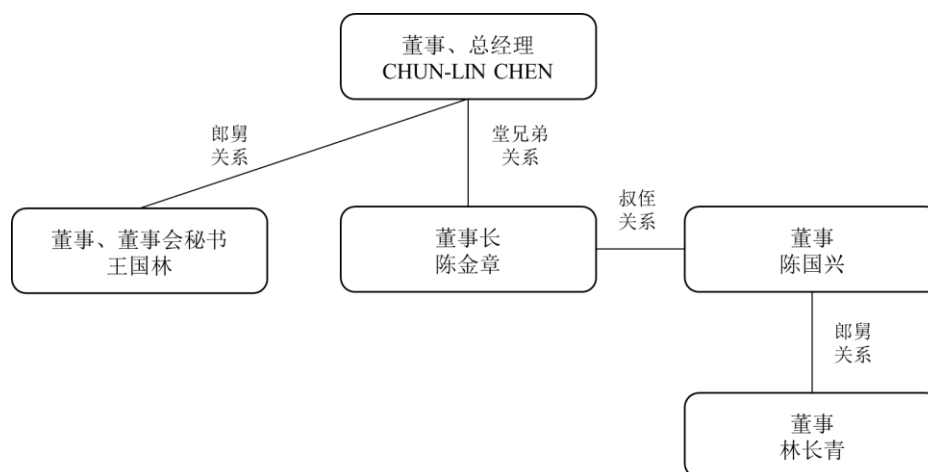 董事、总经理
CHUN-LIN CHEN
郎舅
关系
堂兄弟
关系
叔侄
关系
董事、董事会秘书
王国林
董事长
陈金章
董事
陈国兴
郎舅
关系
董事
林长青